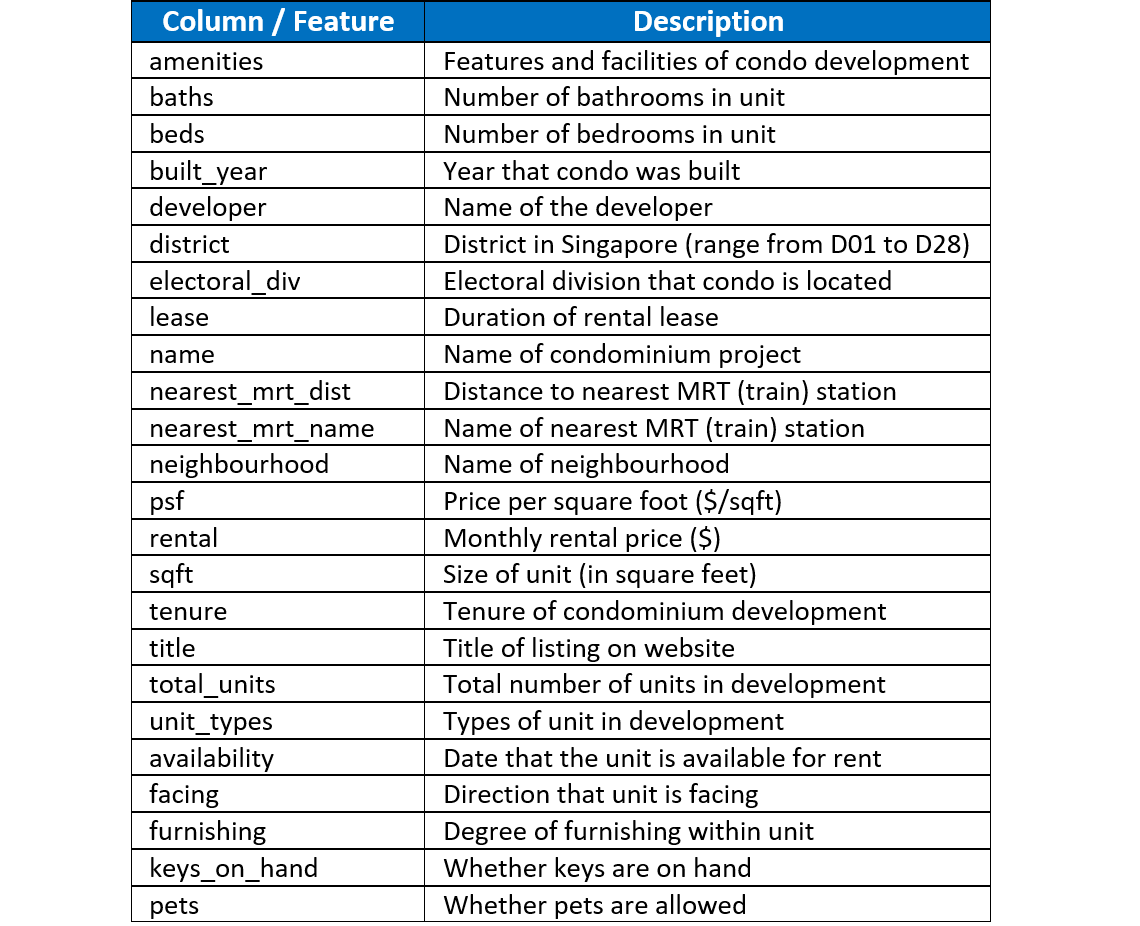 Column / Feature Description
amenities Features and facilities of condo development
baths Number of bathrooms in unit
beds Number of bedrooms in unit
built_year Year that condo was built
developer Name of the developer
district District in Singapore (range from D01 to D28)
electoral_div Electoral division that condo is located
lease Duration of rental lease
name Name of condominium project
nearest_mrt_dist Distance to nearest MRT (train) station
nearest_mrt_name Name of nearest MRT (train) station
neighbourhood Name of neighbourhood
psf Price per square foot ($/sqft)
rental Monthly rental price ($)
sqft Size of unit (in square feet)
tenure Tenure of condominium development
title Title of listing on website
total_units Total number of units in development
unit_types Types of unit in development
availability Date that the unit is available for rent
facing Direction that unit is facing
furnishing Degree of furnishing within unit
keys_on_hand Whether keys are on hand
pets Whether pets are allowed